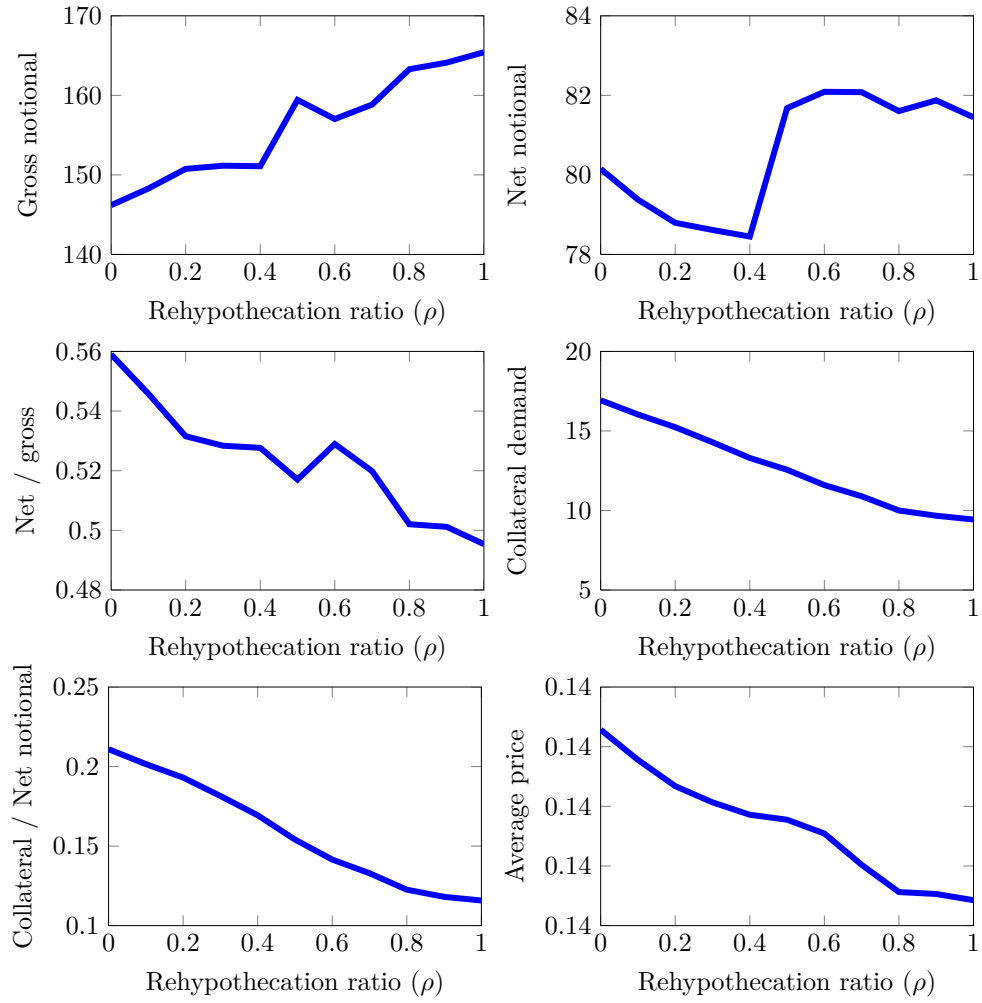 170
160
150
140
Gross notional
0 0.2 0.4 0.6 0.8 1
Rehypothecation ratio (ρ)
84
82
80
78
Net notional
0 0.2 0.4 0.6 0.8 1
Rehypothecation ratio (ρ)
0.56
0.54
0.52
0.5
0.48
Net / gross
0 0.2 0.4 0.6 0.8 1
Rehypothecation ratio (ρ)
20
15
10
5
Collateral demand
0 0.2 0.4 0.6 0.8 1
Rehypothecation ratio (ρ)
0.25
0.2
0.15
0.1
Collateral / Net notional
0 0.2 0.4 0.6 0.8 1
Rehypothecation ratio (ρ)
0.14
0.14
0.14
0.14
0.14
Average price
0 0.2 0.4 0.6 0.8 1
Rehypothecation ratio (ρ)